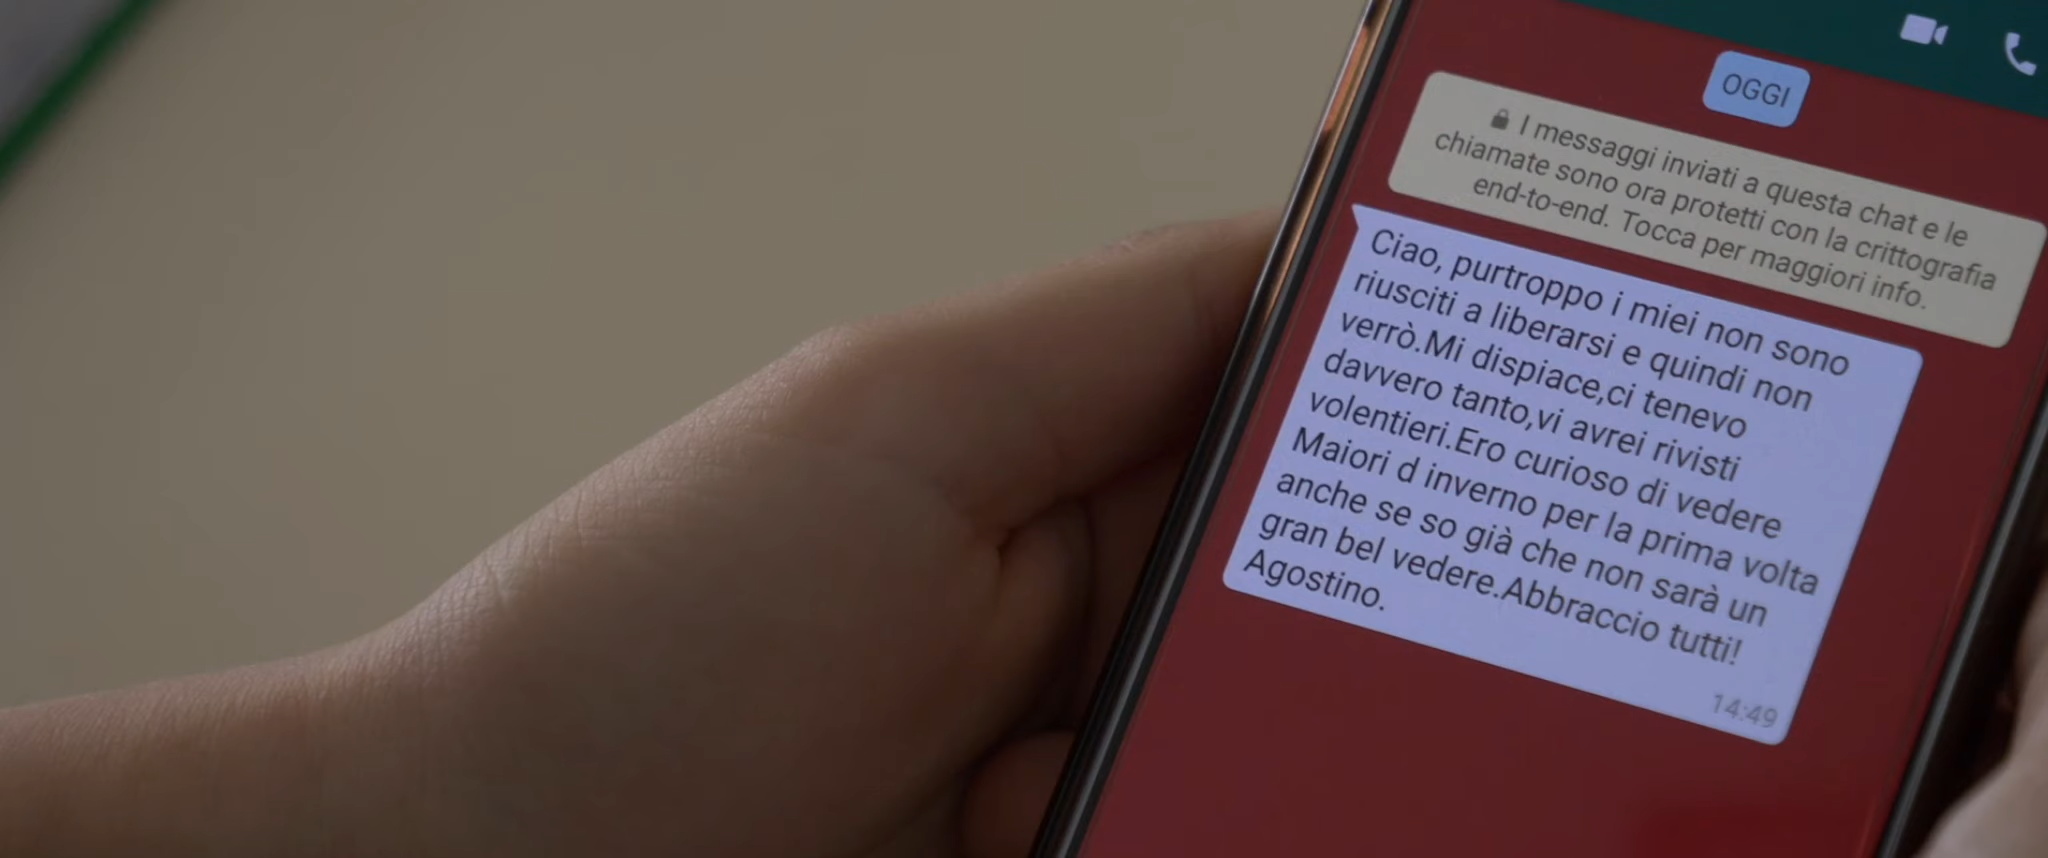 OGGI
I messaggi inviati a questa chat e le
chiamate sono ora protetti con la crittografia
end-to-end. Tocca per maggiori info.
Ciao, purtroppo i miei non sono
riusciti a liberarsi e quindi non
verrò.Mi dispiace,ci tenevo
davvero tanto,vi avrei rivisti
volentieri.Ero curioso di vedere
Maiori d inverno per la prima volta
anche se so già che non sarà un
gran bel vedere.Abbraccio tutti!
Agostino.
14:49